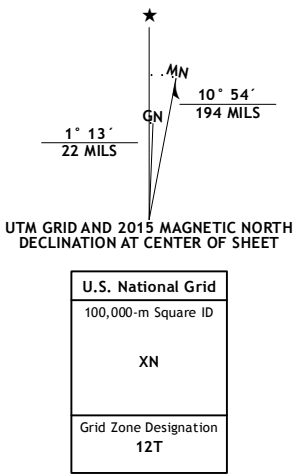 MN
GN
10° 54´
194 MILS
1° 13´
22 MILS
UTM GRID AND 2015 MAGNETIC NORTH
DECLINATION AT CENTER OF SHEET
U.S. National Grid
100,000-m Square ID
XN
Grid Zone Designation
12T